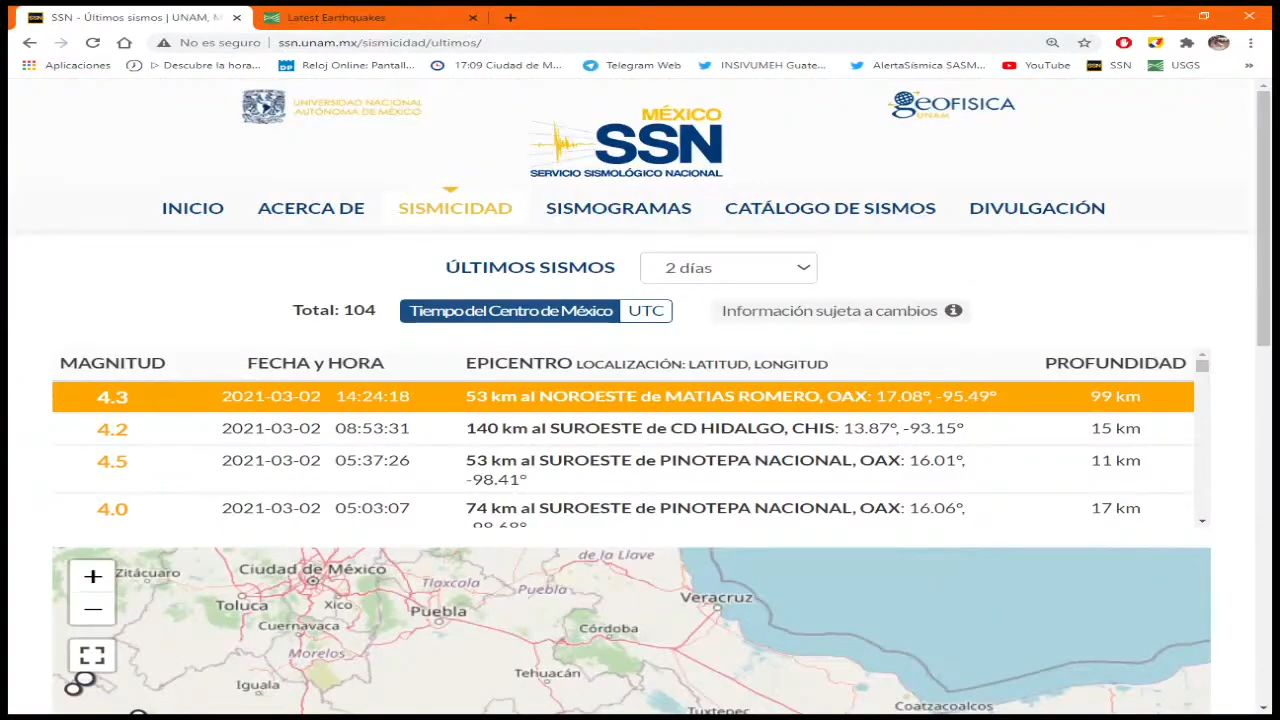 SSN - Últimos sismos | UNAM, M
Latest Earthquakes
No es seguro
ssn.unam.mx/sismicidad/ultimos/
Aplicaciones
Descubre la hora...
Reloj Online: Pantall...
17:09 Ciudad de M...
Telegram Web
INSIVUMEH Guate...
AlertaSísmica SASM...
YouTube
SSN
USGS
»
UNIVERSIDAD NACIONAL
AUTÓNOMA DE MÉXICO
MÉXICO
SSN
SERVICIO SISMOLÓGICO NACIONAL
GEOFISICA
UNAM
INICIO
ACERCA DE
SISMICIDAD
SISMOGRAMAS
CATÁLOGO DE SISMOS
DIVULGACIÓN
ÚLTIMOS SISMOS
2 días
Total: 104
Tiempo del Centro de México
UTC
Información sujeta a cambios
MAGNITUD FECHA y HORA EPICENTRO LOCALIZACIÓN: LATITUD, LONGITUD PROFUNDIDAD
4.3 2021-03-02 14:24:18 53 km al NOROESTE de MATIAS ROMERO, OAX: 17.08°, -95.49° 99 km
4.2 2021-03-02 08:53:31 140 km al SUROESTE de CD HIDALGO, CHIS: 13.87°, -93.15° 15 km
4.5 2021-03-02 05:37:26 53 km al SUROESTE de PINOTEPA NACIONAL, OAX: 16.01°, 11 km
-98.41°
4.0 2021-03-02 05:03:07 74 km al SUROESTE de PINOTEPA NACIONAL, OAX: 16.06°, 17 km
-98.68°
+
−
de la Llave
Zitácuaro
Ciudad de México
Tlaxcala
Puebla
Veracruz
Toluca
Xico
Puebla
Cuernavaca
Córdoba
Morelos
Tehuacán
Iguala
Tuxtepec
Coatzacoalcos